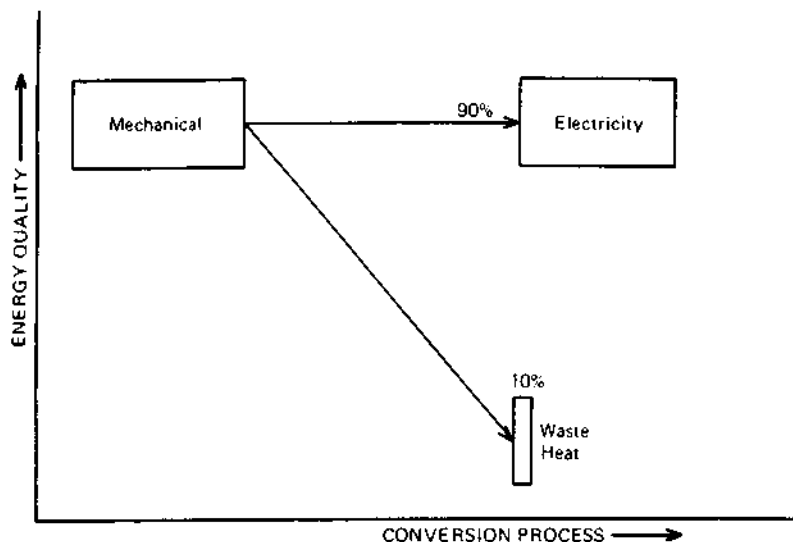 Mechanical
90%
Electricity
ENERGY QUALITY
10%
Waste
Heat
CONVERSION PROCESS